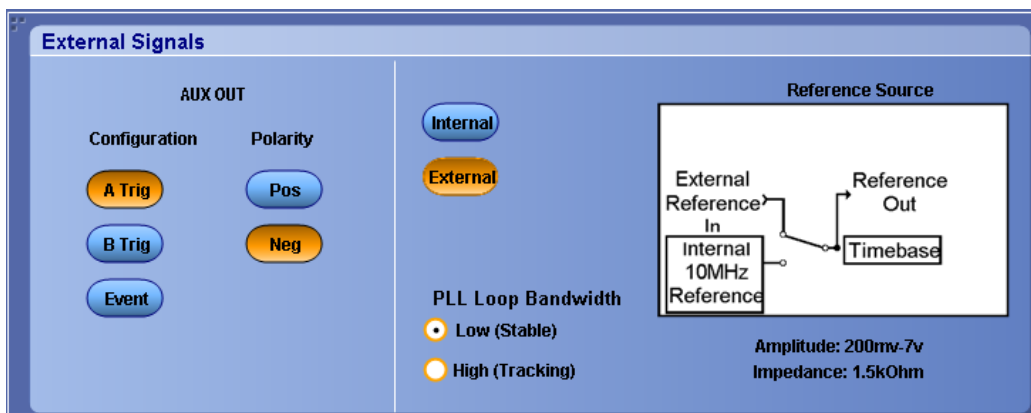 External Signals
AUX OUT
Configuration
Polarity
A Trig
Pos
B Trig
Neg
Event
Internal
External
PLL Loop Bandwidth
Low (Stable)
High (Tracking)
Reference Source
External
Reference
In
Internal
10MHz
Reference
Reference
Out
Timebase
Amplitude: 200mv-7v
Impedance: 1.5kOhm